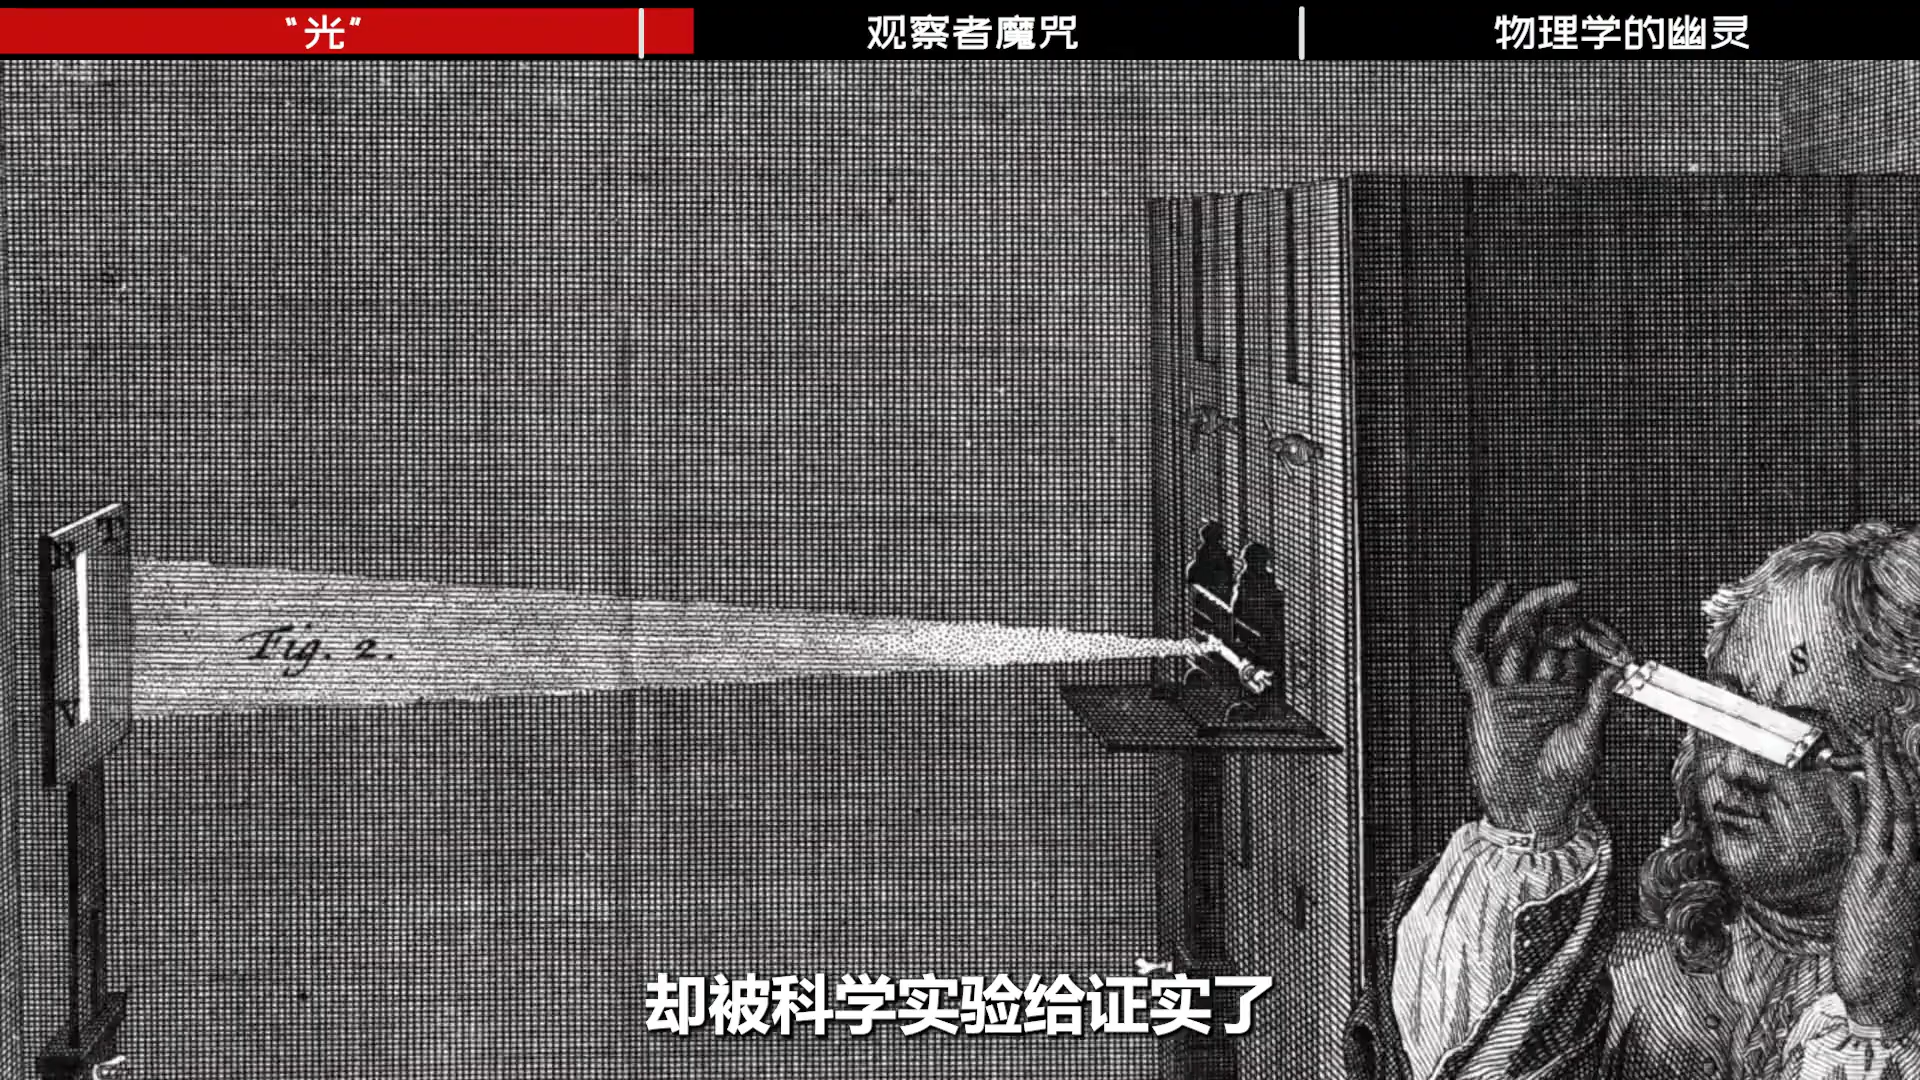 “光”
观察者魔咒
物理学的幽灵
T
V
Fig. 2.
S
却被科学实验给证实了